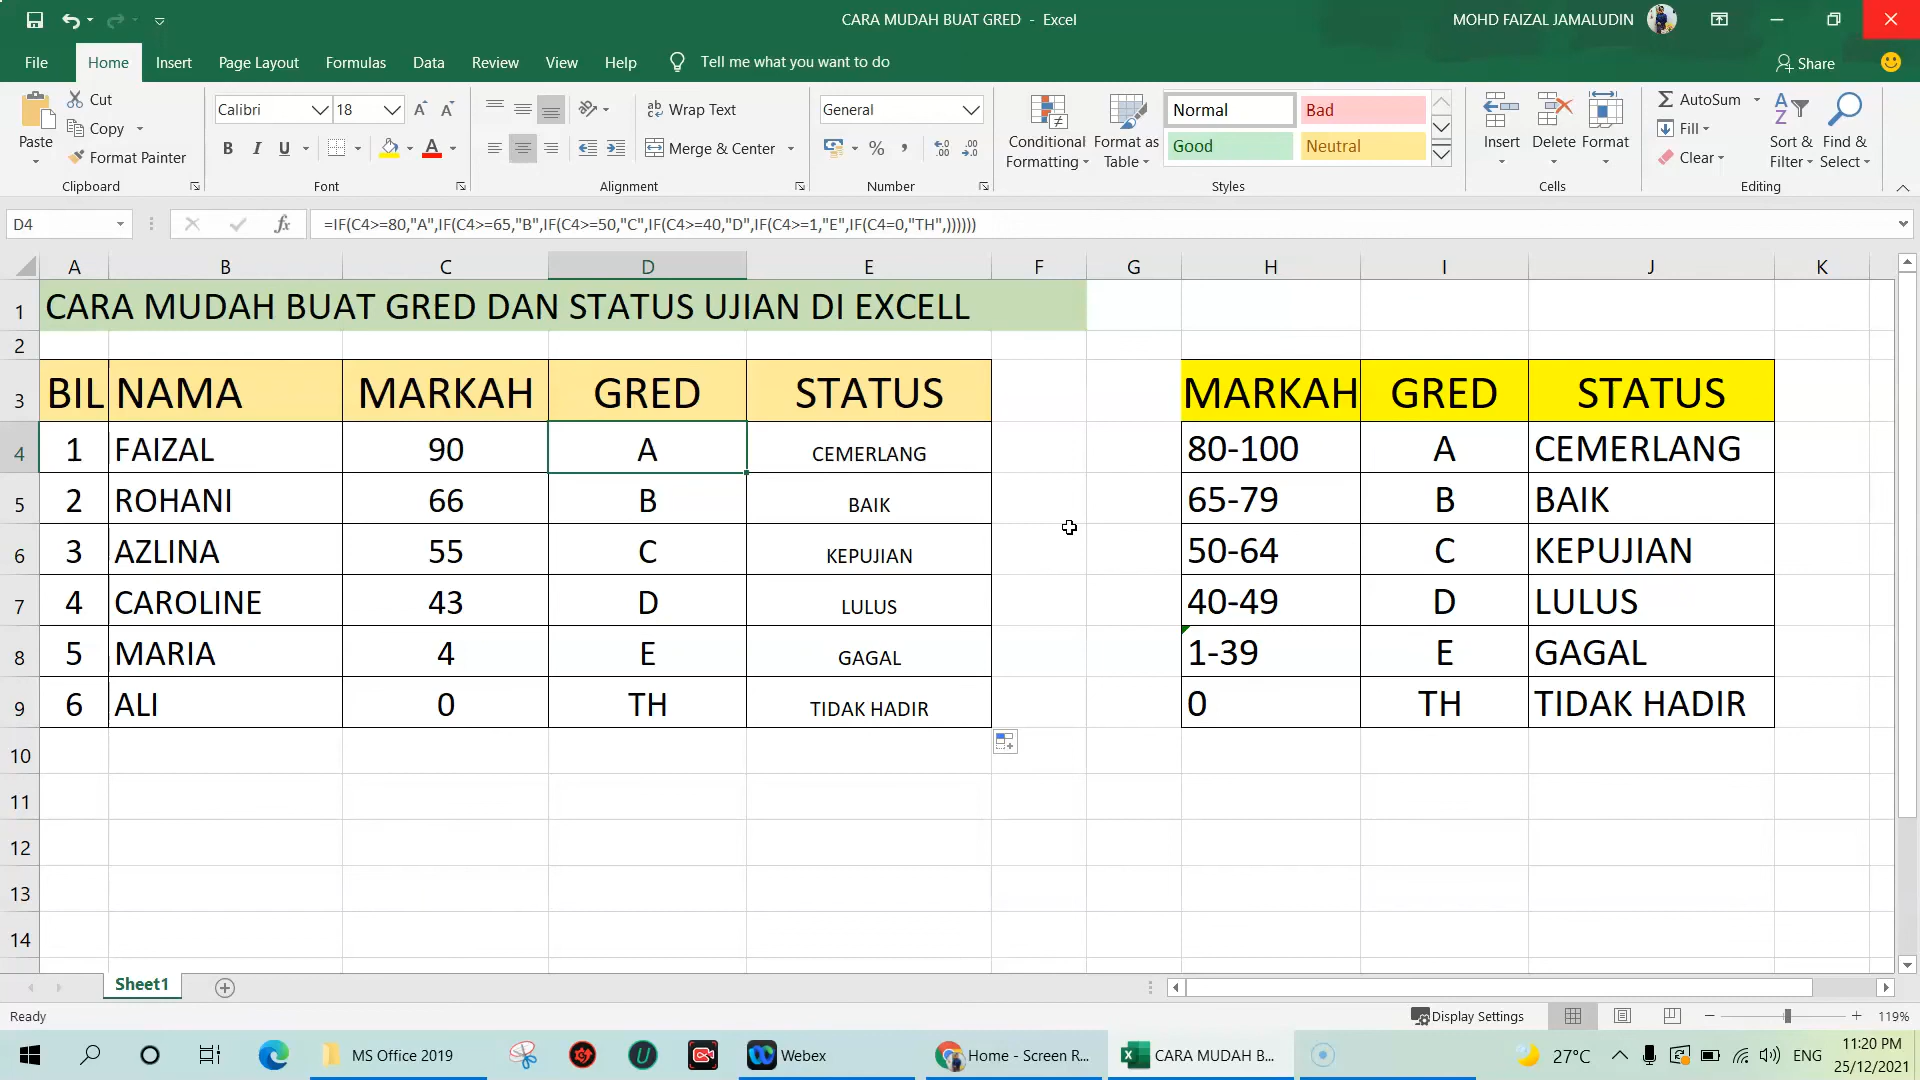 CARA MUDAH BUAT GRED - Excel
MOHD FAIZAL JAMALUDIN
File Home Insert Page Layout Formulas Data Review View Help Tell me what you want to do
Share
Paste
Cut
Copy
Format Painter
Clipboard
Calibri 18
B I U
Font
Wrap Text
Merge & Center
Alignment
General
Number
Conditional Formatting
Format as Table
Normal Bad
Good Neutral
Styles
Insert Delete Format
Cells
AutoSum
Fill
Clear
Sort & Filter
Find & Select
Editing
D4
fx
=IF(C4>=80,"A",IF(C4>=65,"B",IF(C4>=50,"C",IF(C4>=40,"D",IF(C4>=1,"E",IF(C4=0,"TH",))))))
A B C D E F G H I J K
1 CARA MUDAH BUAT GRED DAN STATUS UJIAN DI EXCELL
2
3 BIL NAMA MARKAH GRED STATUS MARKAH GRED STATUS
4 1 FAIZAL 90 A CEMERLANG 80-100 A CEMERLANG
5 2 ROHANI 66 B BAIK 65-79 B BAIK
6 3 AZLINA 55 C KEPUJIAN 50-64 C KEPUJIAN
7 4 CAROLINE 43 D LULUS 40-49 D LULUS
8 5 MARIA 4 E GAGAL 1-39 E GAGAL
9 6 ALI 0 TH TIDAK HADIR 0 TH TIDAK HADIR
10
11
12
13
14
Sheet1
Ready
Display Settings
119%
MS Office 2019
Webex
Home - Screen R...
CARA MUDAH B...
27°C
ENG
11:20 PM
25/12/2021